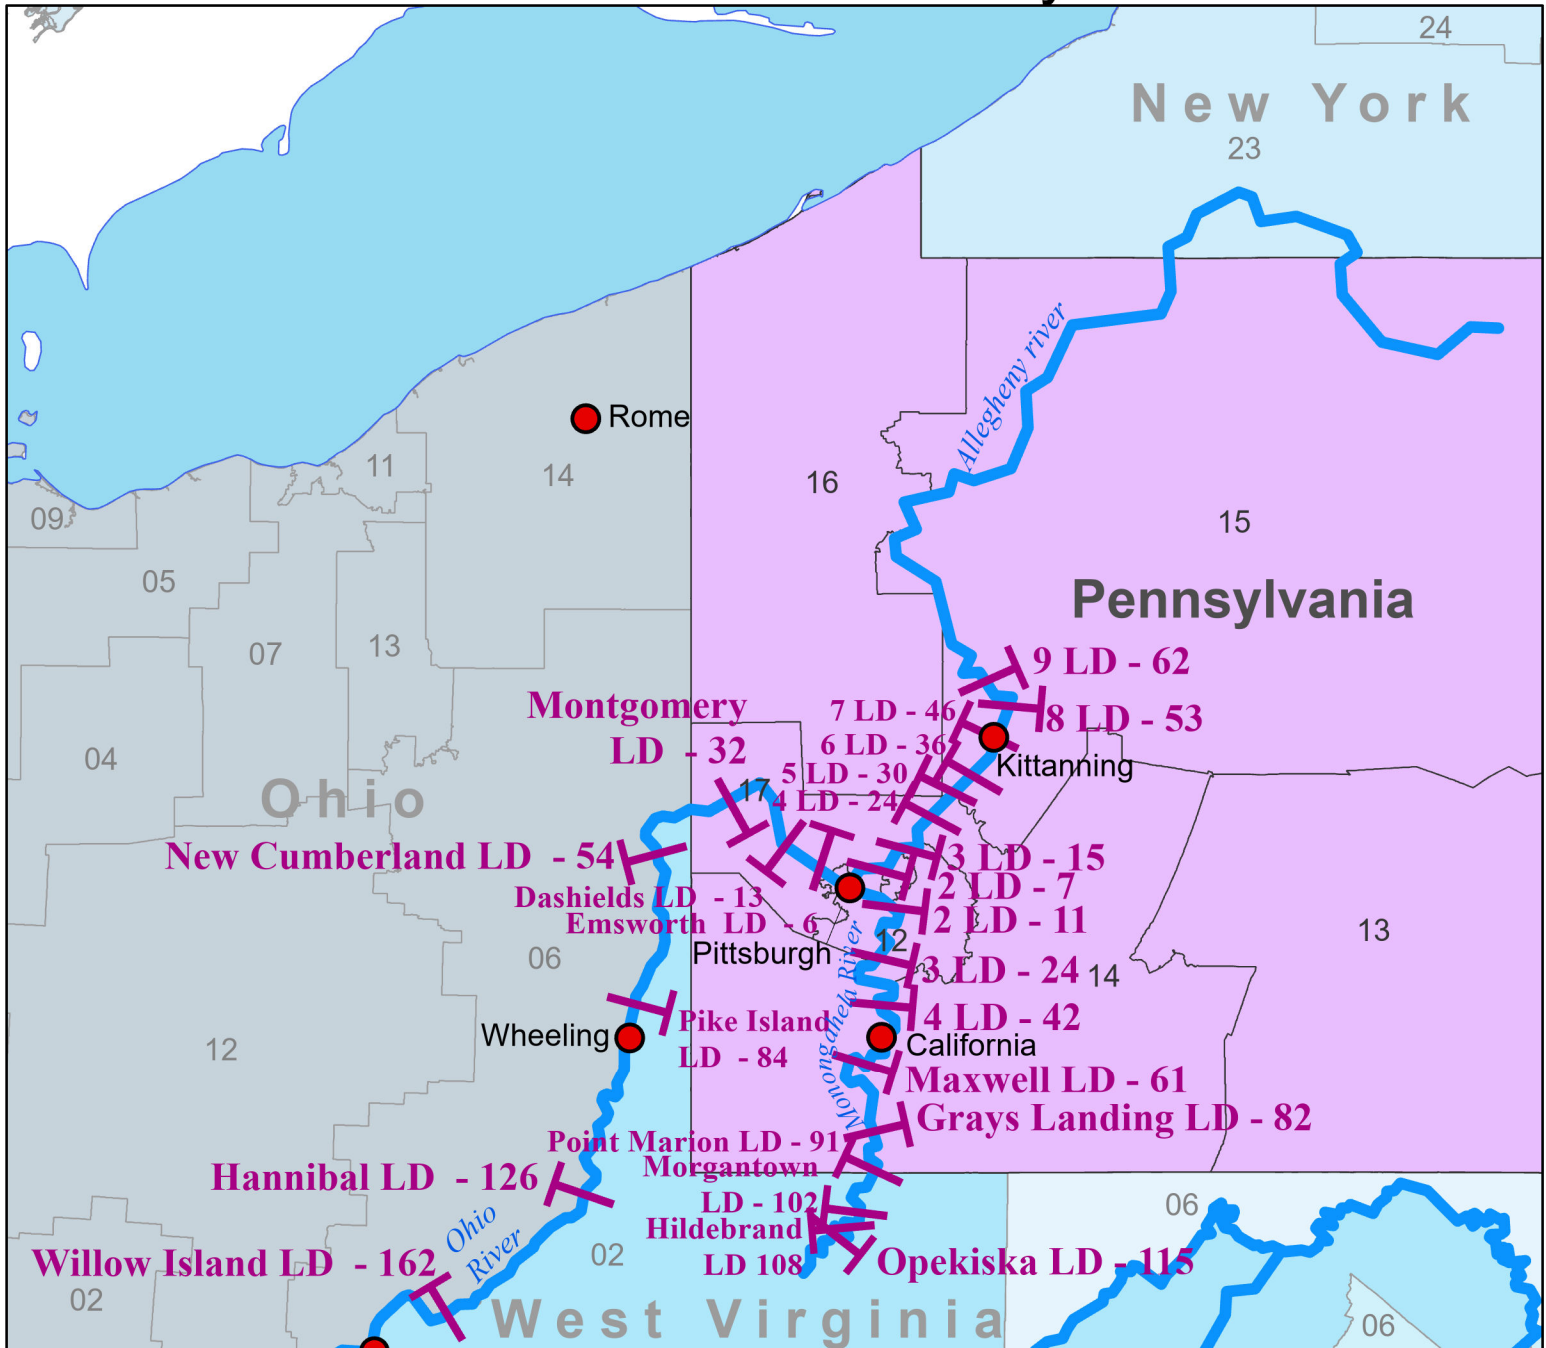 24
New York
23
Allegheny river
Rome
11
14
16
09
15
05
Pennsylvania
07
13
9 LD - 62
Montgomery
LD - 32
7 LD - 46
8 LD - 53
6 LD - 36
Kittanning
04
5 LD - 30
17
4 LD - 24
Ohio
New Cumberland LD - 54
3 LD - 15
2 LD - 7
Dashields LD - 13
Emsworth LD - 6
2 LD - 11
Pittsburgh
12
13
06
3 LD - 24
14
Monongahela River
Pike Island
LD - 84
4 LD - 42
Wheeling
California
12
Maxwell LD - 61
Grays Landing LD - 82
Point Marion LD - 91
Morgantown
LD - 102
Hannibal LD - 126
06
Hildebrand
LD 108
Ohio
River
02
Opekiska LD - 115
Willow Island LD - 162
02
West Virginia
06